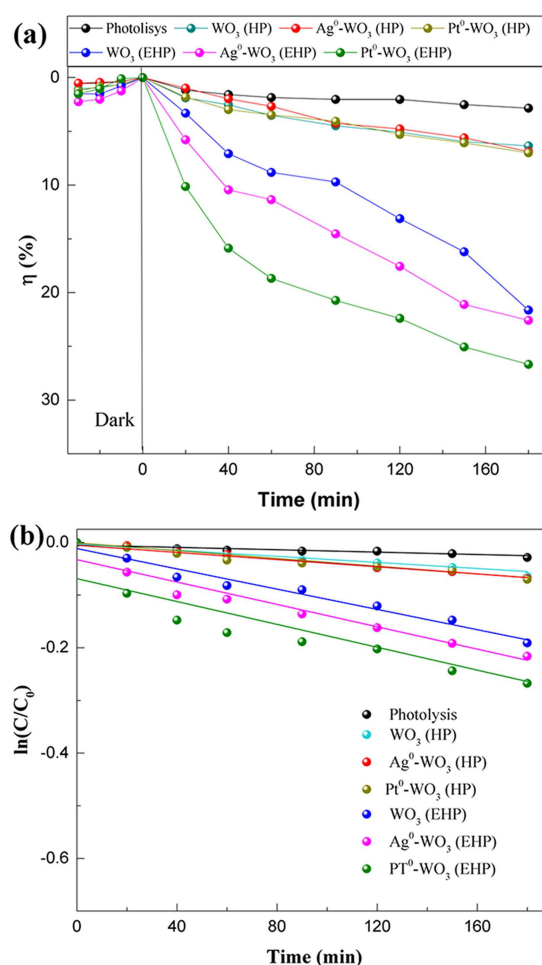 (a)
Photolisys WO₃ (HP) Ag⁰-WO₃ (HP) Pt⁰-WO₃ (HP)
WO₃ (EHP) Ag⁰-WO₃ (EHP) Pt⁰-WO₃ (EHP)
0
10
20
30
η (%)
Dark
0 40 80 120 160
Time (min)
(b)
0.0
-0.2
-0.4
-0.6
ln(C/C₀)
Photolysis
WO₃ (HP)
Ag⁰-WO₃ (HP)
Pt⁰-WO₃ (HP)
WO₃ (EHP)
Ag⁰-WO₃ (EHP)
PT⁰-WO₃ (EHP)
0 40 80 120 160
Time (min)